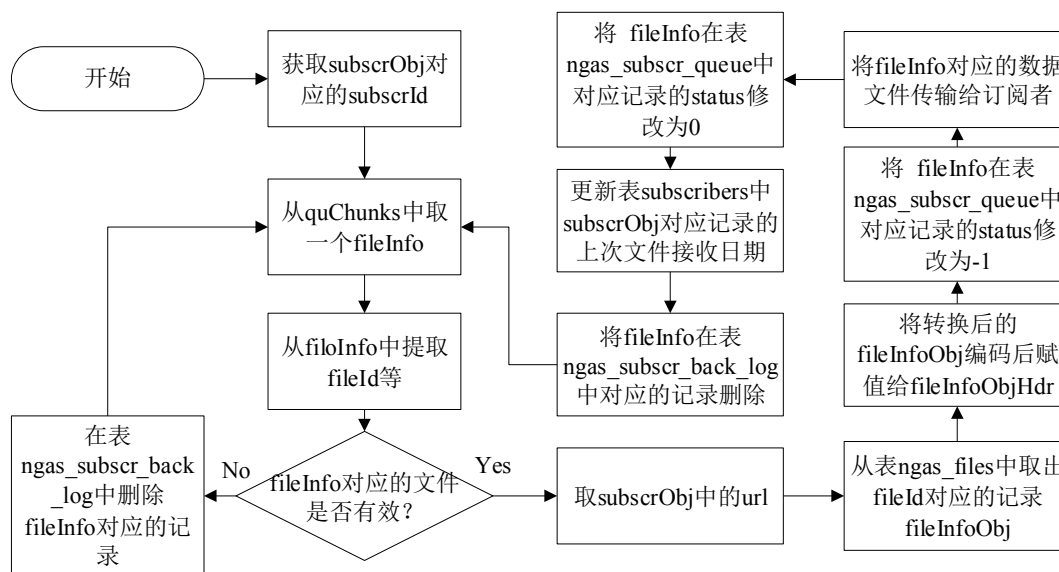 开始
获取subscrObj对
应的subscrId
从quChunks中取
一个fileInfo
从filoInfo中提取
fileId等
fileInfo对应的文件
是否有效？
No
在表
ngas_subscr_back
_log中删除
fileInfo对应的记
录
Yes
取subscrObj中的url
从表ngas_files中取出
fileId对应的记录
fileInfoObj
将转换后的
fileInfoObj编码后赋
值给fileInfoObjHdr
将 fileInfo在表
ngas_subscr_queue中
对应记录的status修
改为-1
将fileInfo对应的数据
文件传输给订阅者
将 fileInfo在表
ngas_subscr_queue中
对应记录的status修
改为0
更新表subscribers中
subscrObj对应记录的
上次文件接收日期
将fileInfo在表
ngas_subscr_back_log
中对应的记录删除